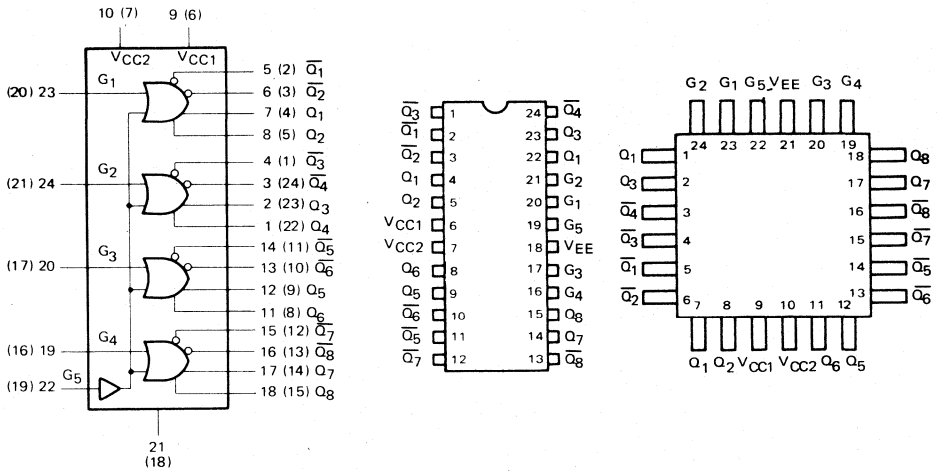 10 (7)
9 (6)
VCC2
VCC1
G1
(20) 23
5 (2) Q̅1
6 (3) Q̅2
7 (4) Q1
8 (5) Q2
G2
(21) 24
4 (1) Q̅3
3 (24) Q̅4
2 (23) Q3
1 (22) Q4
G3
(17) 20
14 (11) Q̅5
13 (10) Q̅6
12 (9) Q5
11 (8) Q6
G4
(16) 19
15 (12) Q̅7
16 (13) Q̅8
17 (14) Q7
18 (15) Q8
G5
(19) 22
21
(18)
Q̅3 1 24 Q̅4
Q̅1 2 23 Q3
Q̅2 3 22 Q1
Q1 4 21 G2
Q2 5 20 G1
VCC1 6 19 G5
VCC2 7 18 VEE
Q6 8 17 G3
Q5 9 16 G4
Q̅6 10 15 Q8
Q̅5 11 14 Q7
Q̅7 12 13 Q̅8
G2 G1 G5 VEE G3 G4
24 23 22 21 20 19
Q1 1 18 Q8
Q3 2 17 Q7
Q̅4 3 16 Q̅8
Q̅3 4 15 Q̅7
Q̅1 5 14 Q̅5
Q̅2 6 13 Q̅6
7 8 9 10 11 12
Q1 Q2 VCC1 VCC2 Q6 Q5